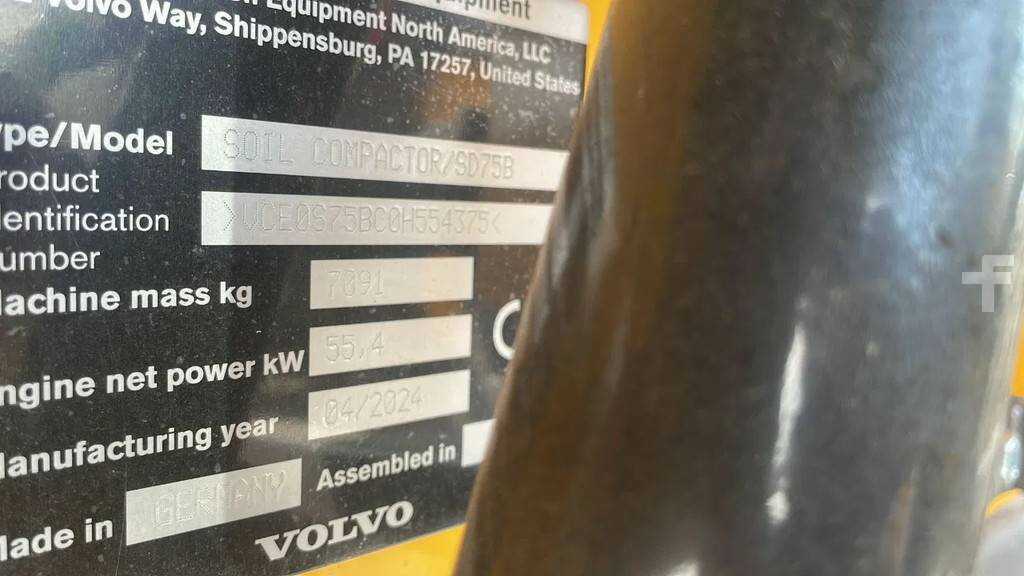 Equipment North America, LLC
Volvo Way, Shippensburg, PA 17257, United States
ype/Model SOIL COMPACTOR/SD75B
roduct
dentification
umber >VCE0S75BC0H554375<
achine mass kg 7091
ngine net power kW 55,4
anufacturing year 04/2024
ade in GERMANY Assembled in
VOLVO